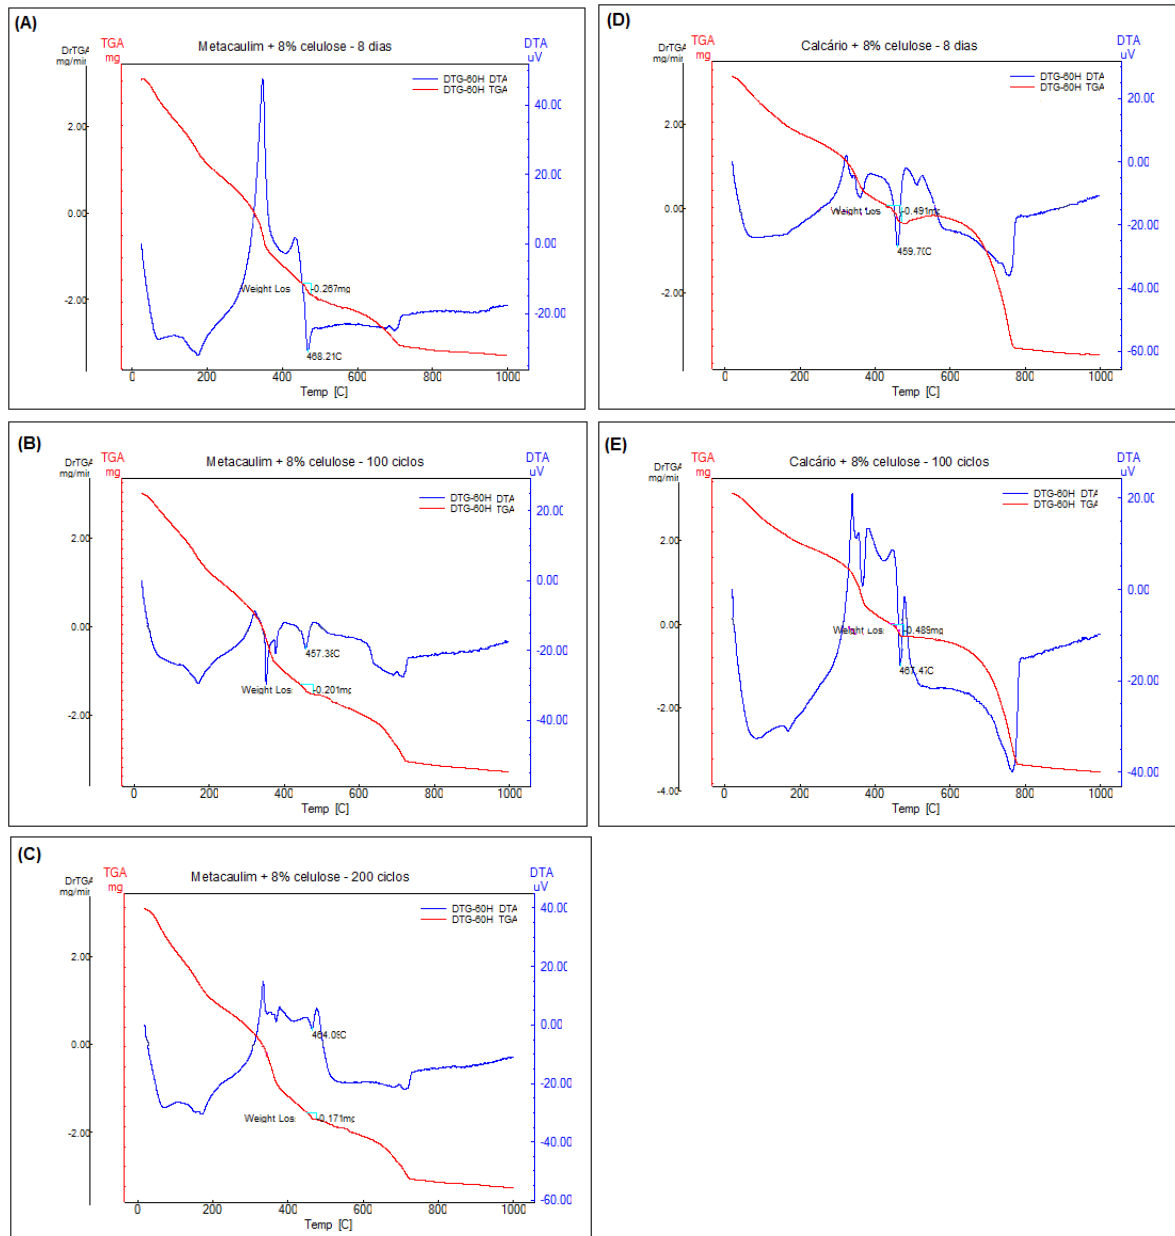 (A)
Metacaulim + 8% celulose - 8 dias
DrTGA
mg/min
TGA
mg
DTA
uV
DTG-60H DTA
DTG-60H TGA
2.00
0.00
-2.00
40.00
20.00
0.00
-20.00
Weight Los
-0.267mg
468.21C
0
200
400
600
800
1000
Temp [C]
(D)
Calcário + 8% celulose - 8 dias
DrTGA
mg/min
TGA
mg
DTA
uV
DTG-60H DTA
DTG-60H TGA
2.00
0.00
-2.00
20.00
0.00
-20.00
-40.00
-60.00
Weight Los
-0.491mg
459.70C
0
200
400
600
800
1000
Temp [C]
(B)
Metacaulim + 8% celulose - 100 ciclos
DrTGA
mg/min
TGA
mg
DTA
uV
DTG-60H DTA
DTG-60H TGA
2.00
0.00
-2.00
20.00
0.00
-20.00
-40.00
457.38C
Weight Loss
-0.201mg
0
200
400
600
800
1000
Temp [C]
(E)
Calcário + 8% celulose - 100 ciclos
DrTGA
mg/min
TGA
mg
DTA
uV
DTG-60H DTA
DTG-60H TGA
2.00
0.00
-2.00
-4.00
20.00
0.00
-20.00
-40.00
Weight Loss
-0.485mg
467.47C
0
200
400
600
800
1000
Temp [C]
(C)
Metacaulim + 8% celulose - 200 ciclos
DrTGA
mg/min
TGA
mg
DTA
uV
DTG-60H DTA
DTG-60H TGA
2.00
0.00
-2.00
40.00
20.00
0.00
-20.00
-40.00
-60.00
464.09C
Weight Loss
-0.171mg
0
200
400
600
800
1000
Temp [C]